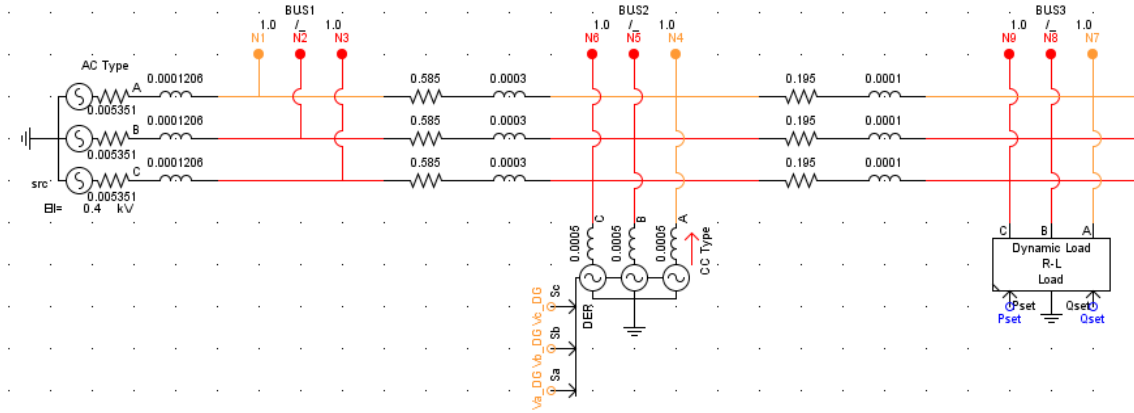 BUS1
1.0 /_ 1.0
N1 N2 N3
BUS2
1.0 /_ 1.0
N6 N5 N4
BUS3
1.0 /_ 1.0
N9 N8 N7
AC Type
0.0001206
0.585
0.0003
0.195
0.0001
A
0.005351
0.0001206
0.585
0.0003
0.195
0.0001
B
0.005351
0.0001206
0.585
0.0003
0.195
0.0001
C
src
0.005351
El= 0.4 kV
C B A
0.0005 0.0005 0.0005
CC Type
DER
Sc
Vc_DG
Sb
Vb_DG
Sa
Va_DG
C B A
Dynamic Load
R-L
Load
Pset Qset
Pset Qset